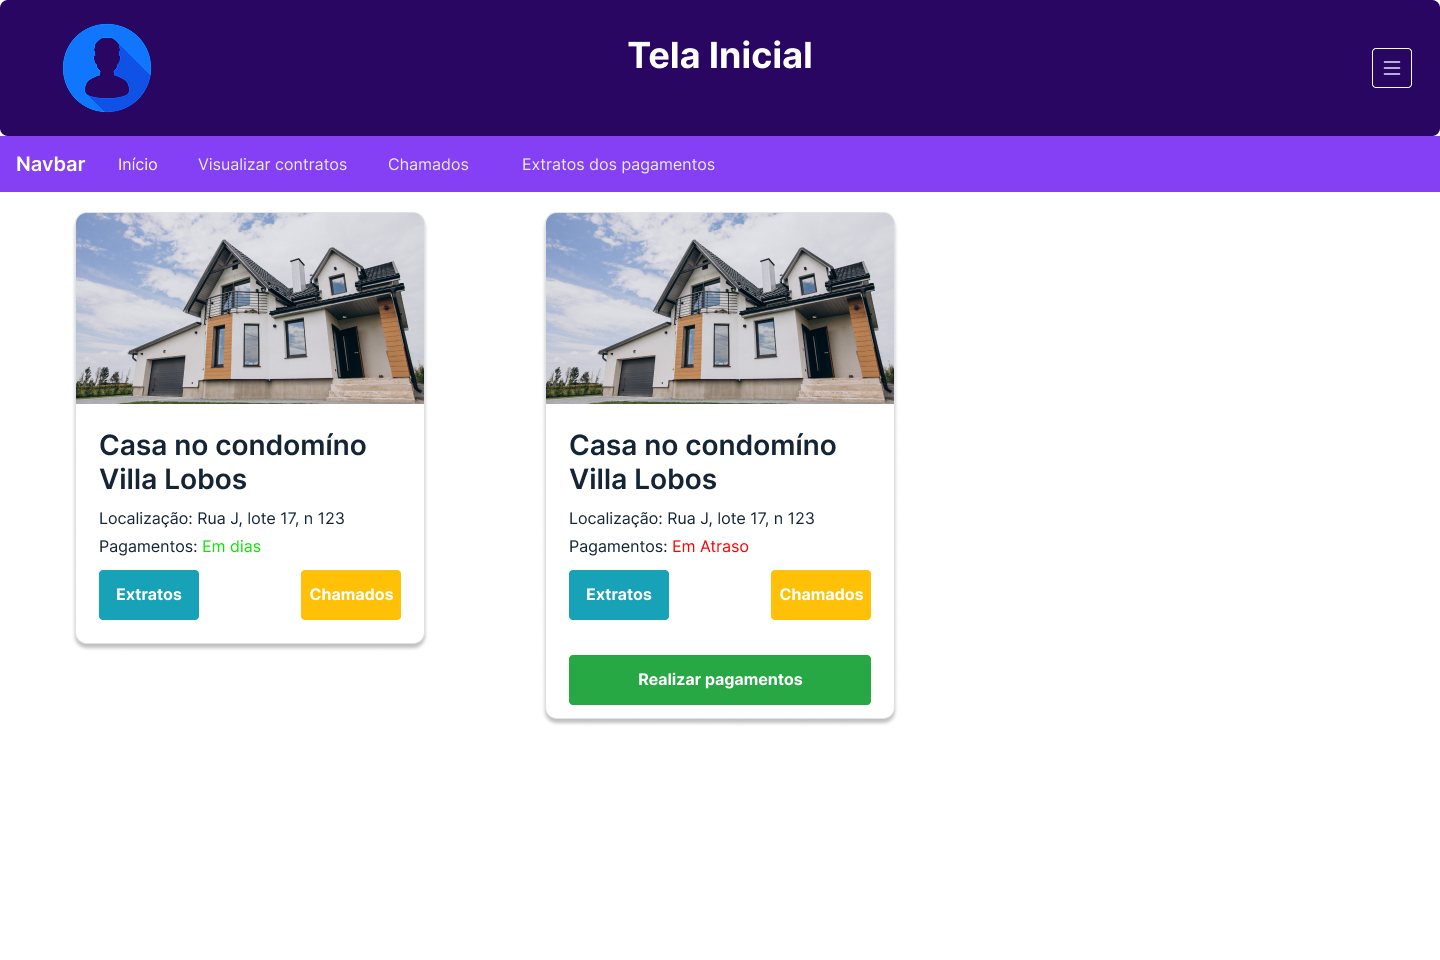 Tela Inicial
Navbar Início Visualizar contratos Chamados Extratos dos pagamentos
Casa no condomíno
Villa Lobos
Localização: Rua J, lote 17, n 123
Pagamentos: Em dias
Extratos Chamados
Casa no condomíno
Villa Lobos
Localização: Rua J, lote 17, n 123
Pagamentos: Em Atraso
Extratos Chamados
Realizar pagamentos